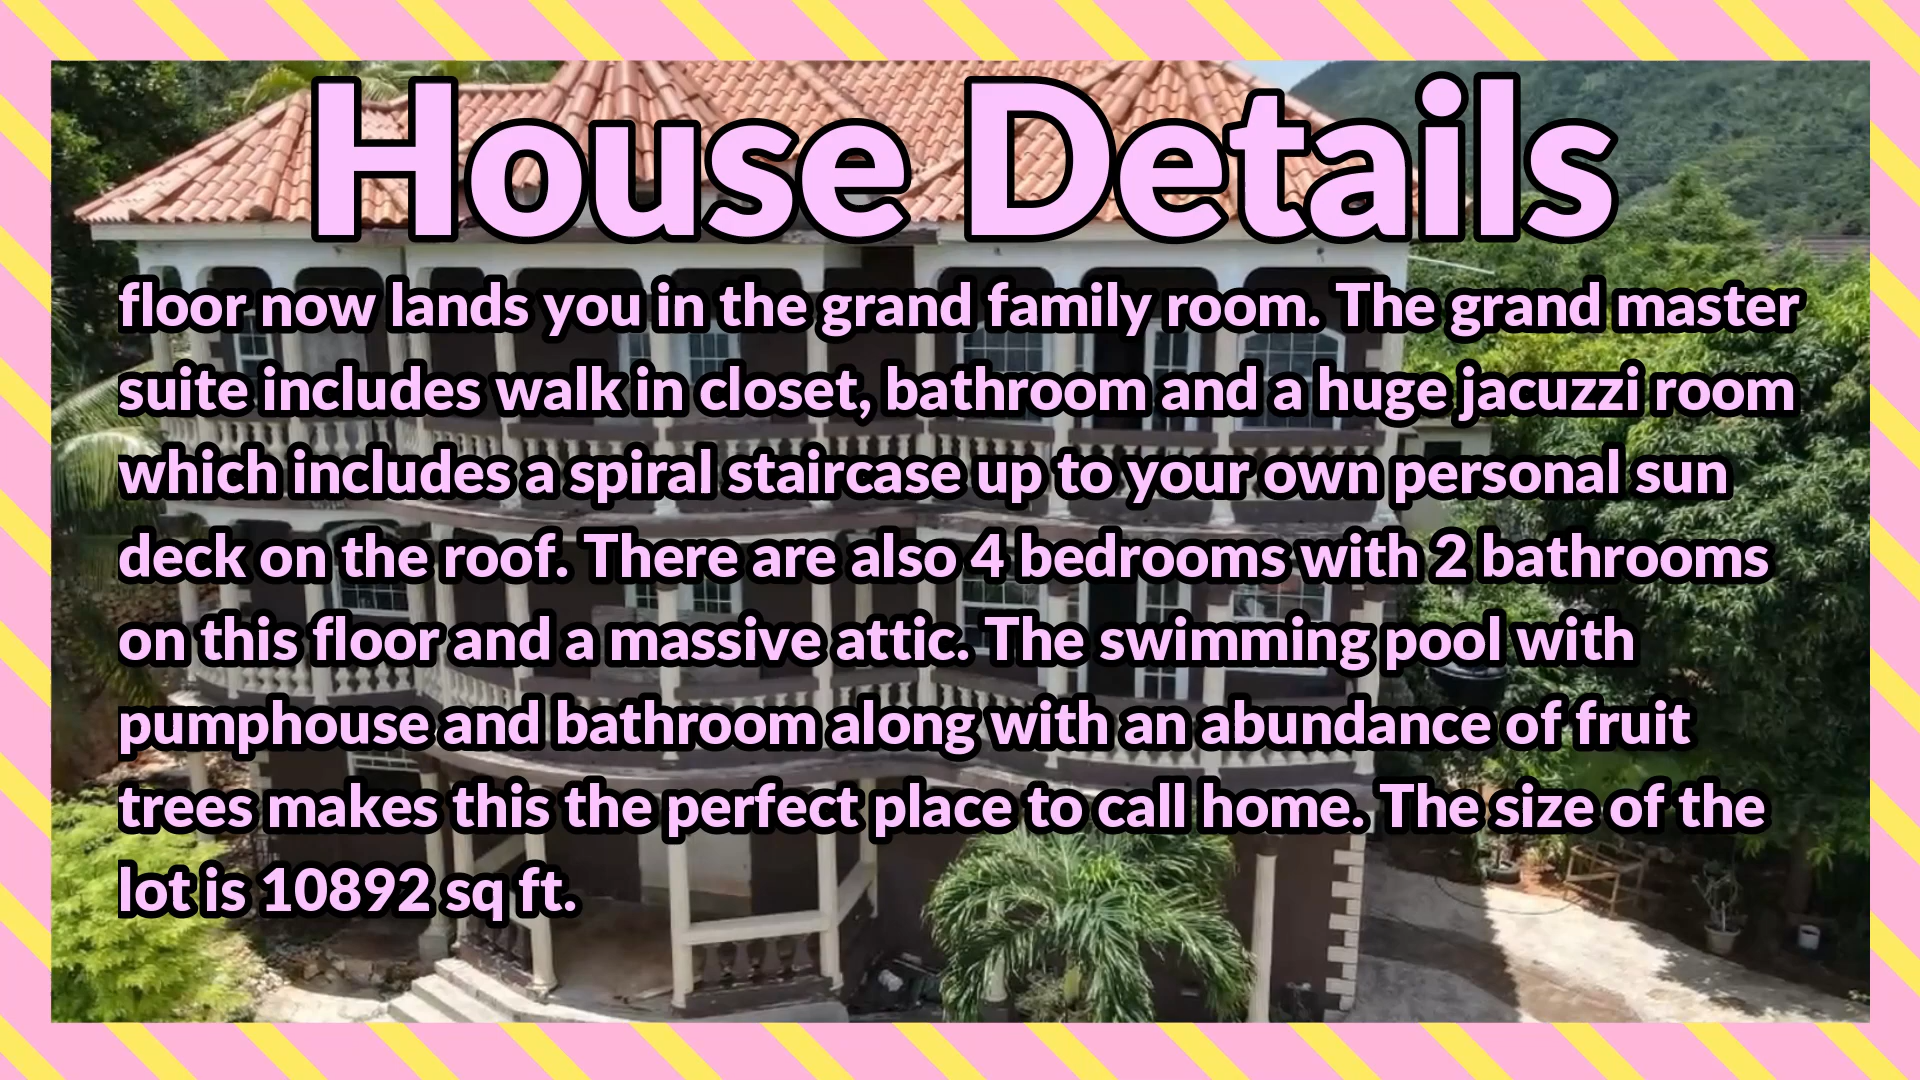 House Details
floor now lands you in the grand family room. The grand master
suite includes walk in closet, bathroom and a huge jacuzzi room
which includes a spiral staircase up to your own personal sun
deck on the roof. There are also 4 bedrooms with 2 bathrooms
on this floor and a massive attic. The swimming pool with
pumphouse and bathroom along with an abundance of fruit
trees makes this the perfect place to call home. The size of the
lot is 10892 sq ft.